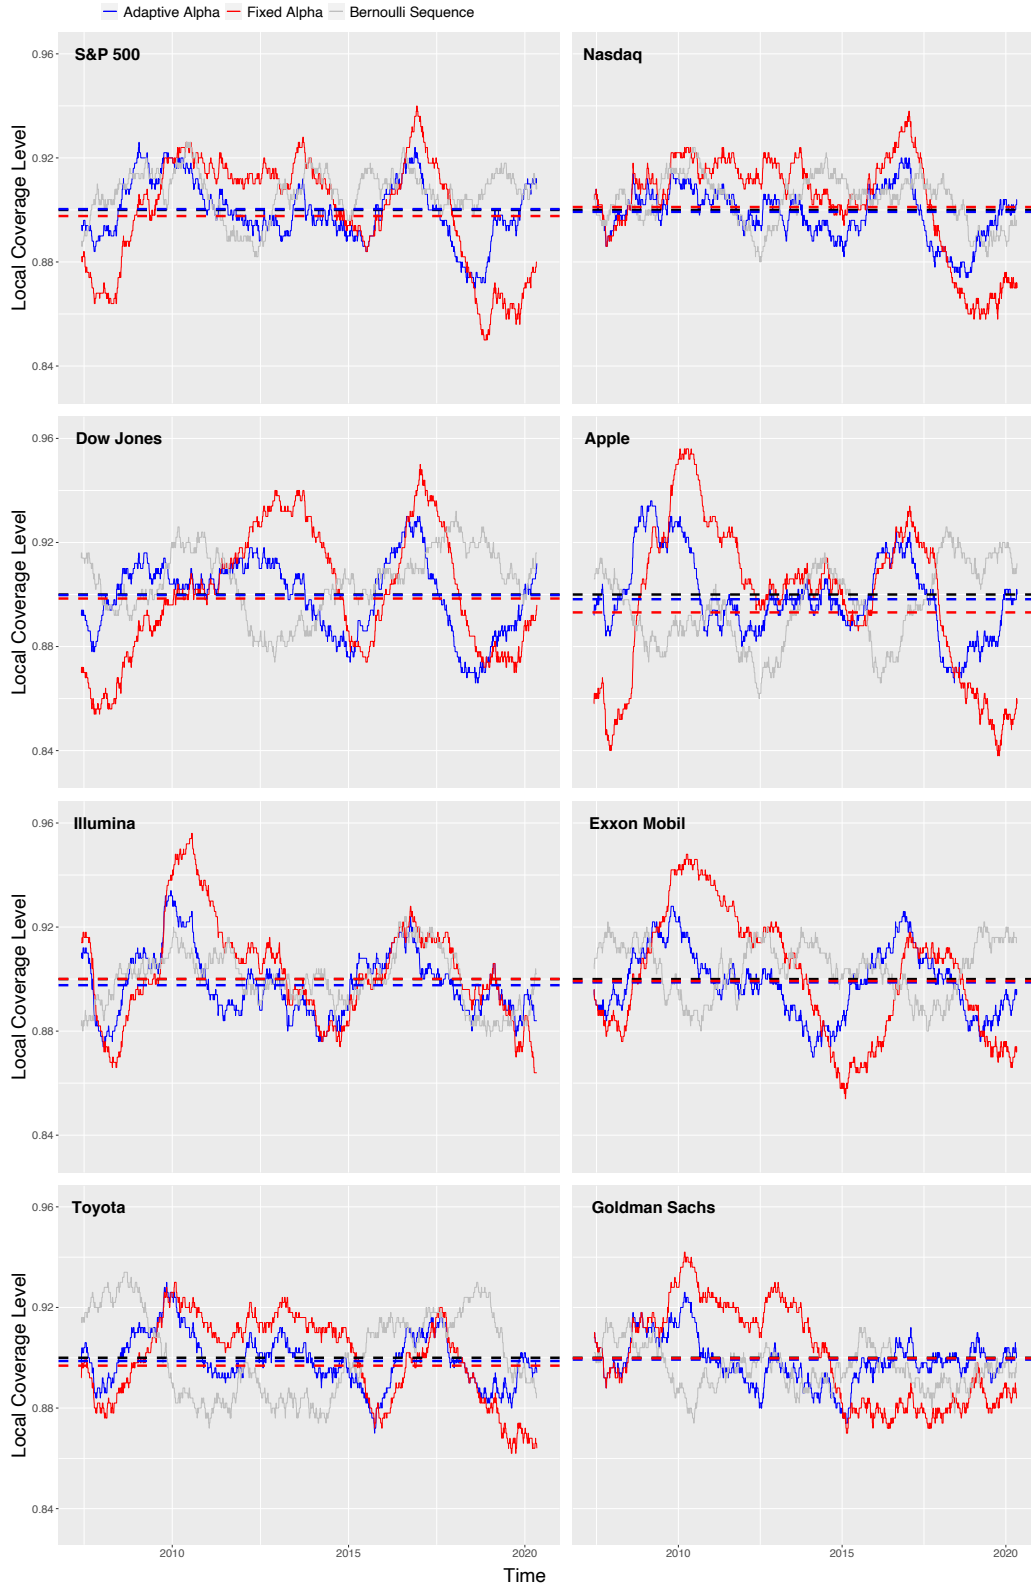 Adaptive Alpha Fixed Alpha Bernoulli Sequence
S&P 500 Nasdaq
0.96
0.92
0.88
0.84
Local Coverage Level
Dow Jones Apple
0.96
0.92
0.88
0.84
Local Coverage Level
Illumina Exxon Mobil
0.96
0.92
0.88
0.84
Local Coverage Level
Toyota Goldman Sachs
0.96
0.92
0.88
0.84
Local Coverage Level
2010 2015 2020 2010 2015 2020
Time